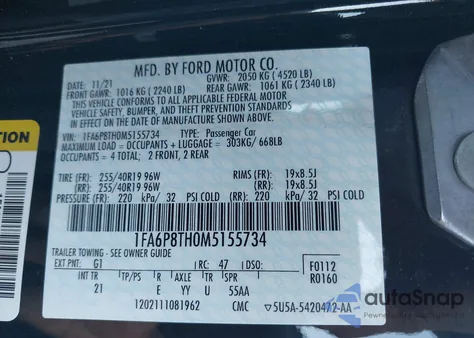 MFD. BY FORD MOTOR CO.
DATE: 11/21 GVWR: 2050 KG (4520 LB)
FRONT GAWR: 1016 KG (2240 LB) REAR GAWR: 1061 KG (2340 LB)
THIS VEHICLE CONFORMS TO ALL APPLICABLE FEDERAL MOTOR VEHICLE
SAFETY, BUMPER, AND THEFT PREVENTION STANDARDS IN
EFFECT ON THE DATE OF MANUFACTURE SHOWN ABOVE.
VIN: 1FA6P8TH0M5155734 TYPE: Passenger Car
MAXIMUM LOAD = OCCUPANTS + LUGGAGE = 303KG/ 668LB
OCCUPANTS = 4 TOTAL: 2 FRONT, 2 REAR
TIRE (FR): 255/40R19 96W RIMS (FR): 19x8.5J
TIRE (RR): 255/40R19 96W RIMS (RR): 19x8.5J
PRESSURE (FR): 220 kPa/ 32 PSI COLD (RR): 220 kPa/ 32 PSI COLD
1FA6P8TH0M5155734
TRAILER TOWING - SEE OWNER GUIDE
EXT PNT: G1 RC: 47 DSO: F0112
INT TR TP/PS R AXLE TR SPR R0160
21 E YY U 55AA
1202111081962 CMC 5U5A-5420472-AA
TION
autoSnap